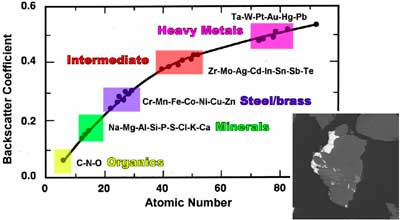 Ta-W-Pt-Au-Hg-Pb
Heavy Metals
0.6
Intermediate
Zr-Mo-Ag-Cd-In-Sn-Sb-Te
0.4
Cr-Mn-Fe-Co-Ni-Cu-Zn Steel/brass
0.2
Na-Mg-Al-Si-P-S-Cl-K-Ca Minerals
C-N-O Organics
0.0
0 20 40 60 80
Backscatter Coefficient
Atomic Number